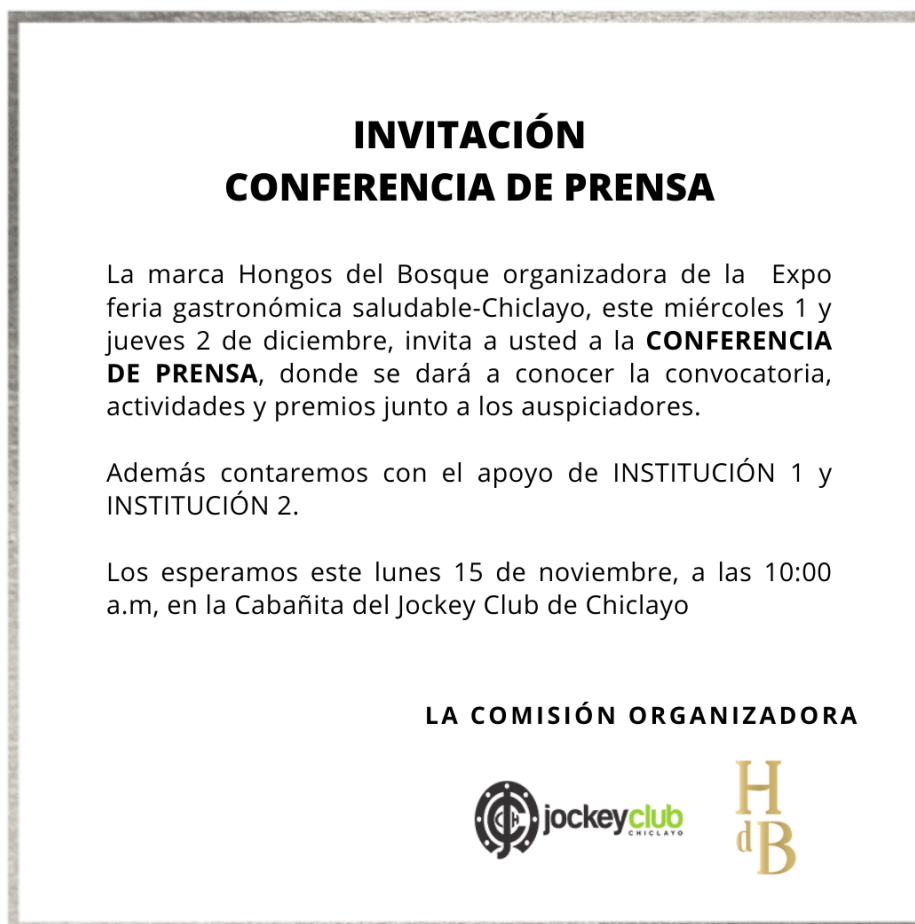 INVITACIÓN
CONFERENCIA DE PRENSA
La marca Hongos del Bosque organizadora de la Expo
feria gastronómica saludable-Chiclayo, este miércoles 1 y
jueves 2 de diciembre, invita a usted a la CONFERENCIA
DE PRENSA, donde se dará a conocer la convocatoria,
actividades y premios junto a los auspiciadores.
Además contaremos con el apoyo de INSTITUCIÓN 1 y
INSTITUCIÓN 2.
Los esperamos este lunes 15 de noviembre, a las 10:00
a.m, en la Cabañita del Jockey Club de Chiclayo
LA COMISIÓN ORGANIZADORA
jockeyclub
CHICLAYO
H
dB